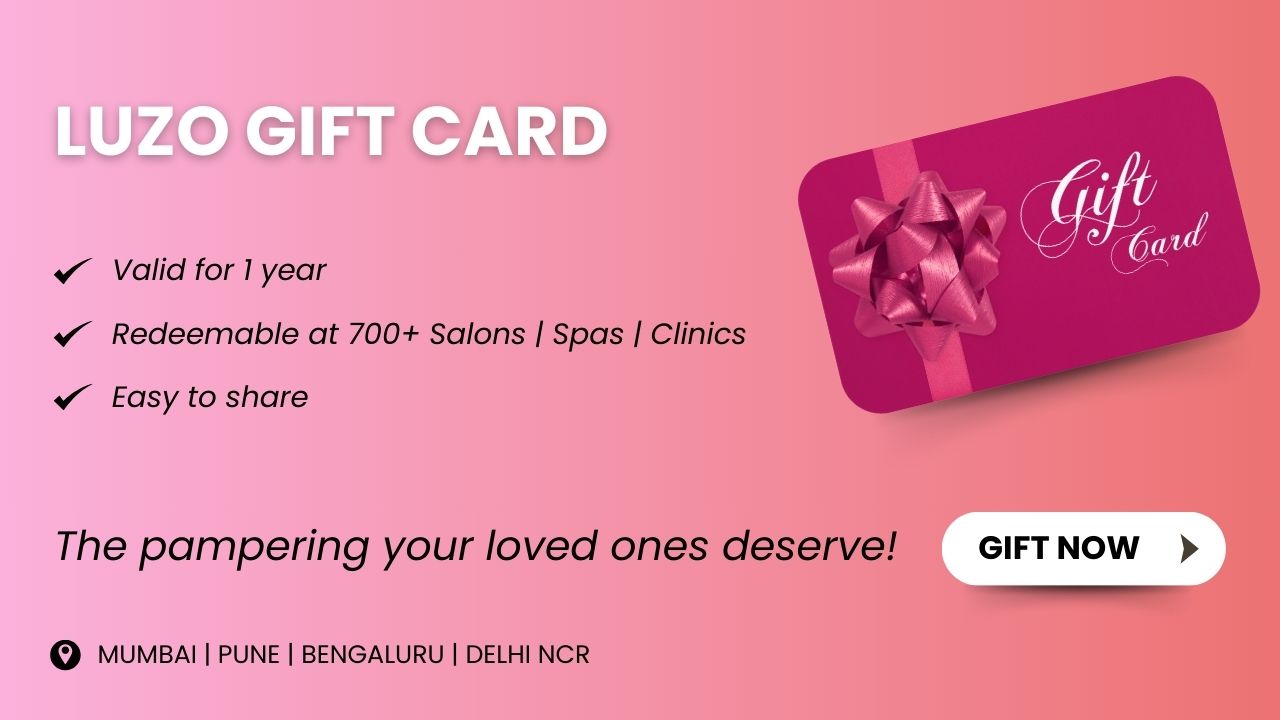 LUZO GIFT CARD
Gift
Card
Valid for 1 year
Redeemable at 700+ Salons | Spas | Clinics
Easy to share
The pampering your loved ones deserve!
GIFT NOW
MUMBAI | PUNE | BENGALURU | DELHI NCR